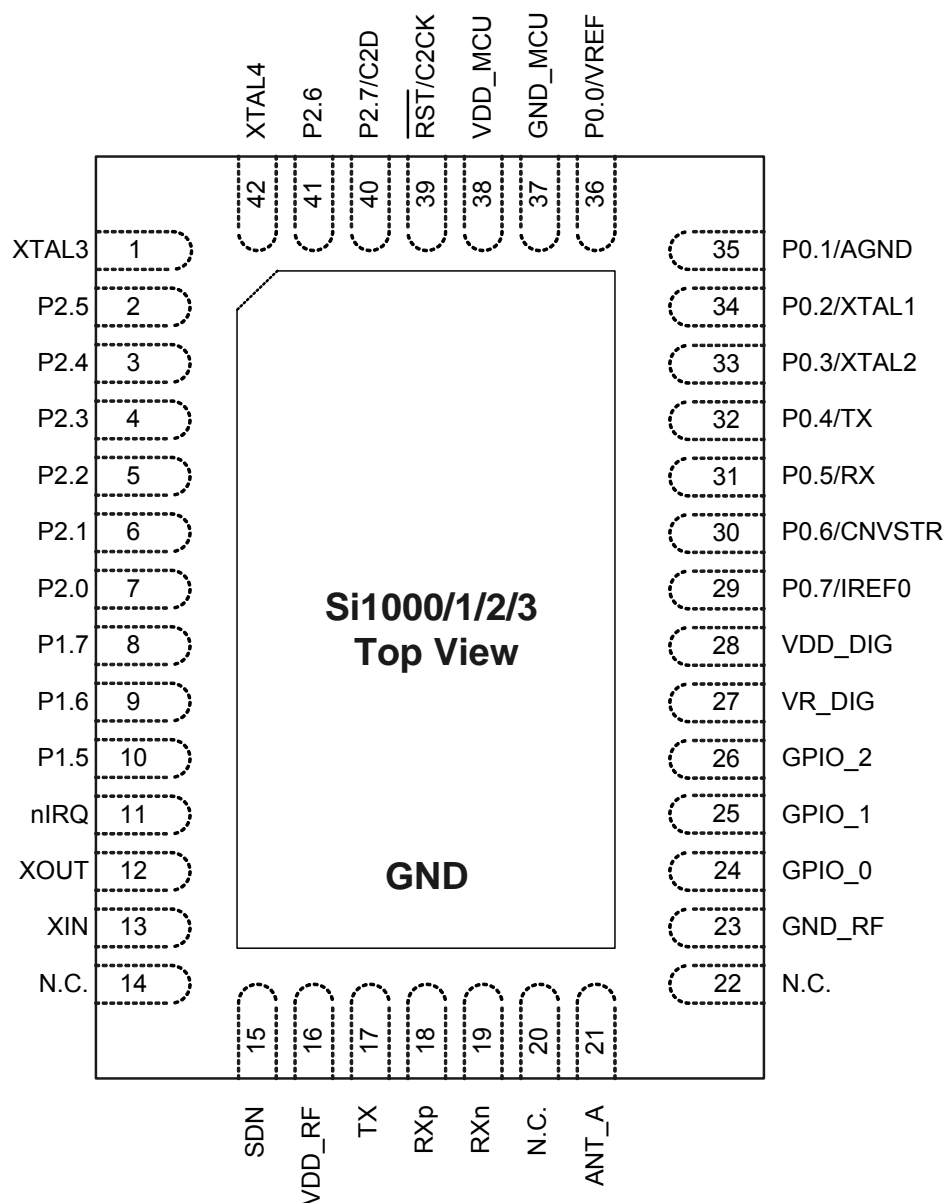 XTAL4
P2.6
P2.7/C2D
RST/C2CK
VDD_MCU
GND_MCU
P0.0/VREF
42
41
40
39
38
37
36
XTAL3 1
P2.5 2
P2.4 3
P2.3 4
P2.2 5
P2.1 6
P2.0 7
P1.7 8
P1.6 9
P1.5 10
nIRQ 11
XOUT 12
XIN 13
N.C. 14
Si1000/1/2/3
Top View
GND
35 P0.1/AGND
34 P0.2/XTAL1
33 P0.3/XTAL2
32 P0.4/TX
31 P0.5/RX
30 P0.6/CNVSTR
29 P0.7/IREF0
28 VDD_DIG
27 VR_DIG
26 GPIO_2
25 GPIO_1
24 GPIO_0
23 GND_RF
22 N.C.
15
16
17
18
19
20
21
SDN
VDD_RF
TX
RXp
RXn
N.C.
ANT_A